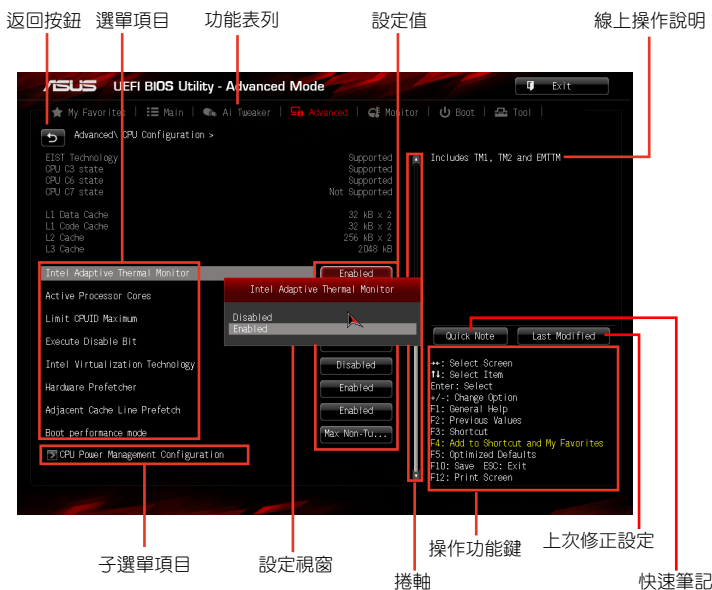 返回按鈕 選單項目 功能表列 設定值 線上操作說明
ASUS UEFI BIOS Utility - Advanced Mode Exit
My Favorites Main Ai Tweaker Advanced Monitor Boot Tool
Advanced\ CPU Configuration >
EIST Technology Supported Includes TM1, TM2 and EMTTM
CPU C3 state Supported
CPU C6 state Supported
CPU C7 state Not Supported
L1 Data Cache 32 kB x 2
L1 Code Cache 32 kB x 2
L2 Cache 256 kB x 2
L3 Cache 2048 kB
Intel Adaptive Thermal Monitor Enabled
Intel Adaptive Thermal Monitor
Disabled
Enabled
Active Processor Cores
Limit CPUID Maximum
Execute Disable Bit
Intel Virtualization Technology Disabled
Hardware Prefetcher Enabled
Adjacent Cache Line Prefetch Enabled
Boot performance mode Max Non-Tu...
CPU Power Management Configuration
Quick Note Last Modified
→←: Select Screen
↑↓: Select Item
Enter: Select
+/-: Change Option
F1: General Help
F2: Previous Values
F3: Shortcut
F4: Add to Shortcut and My Favorites
F5: Optimized Defaults
F10: Save ESC: Exit
F12: Print Screen
子選單項目 設定視窗 捲軸 操作功能鍵 上次修正設定 快速筆記